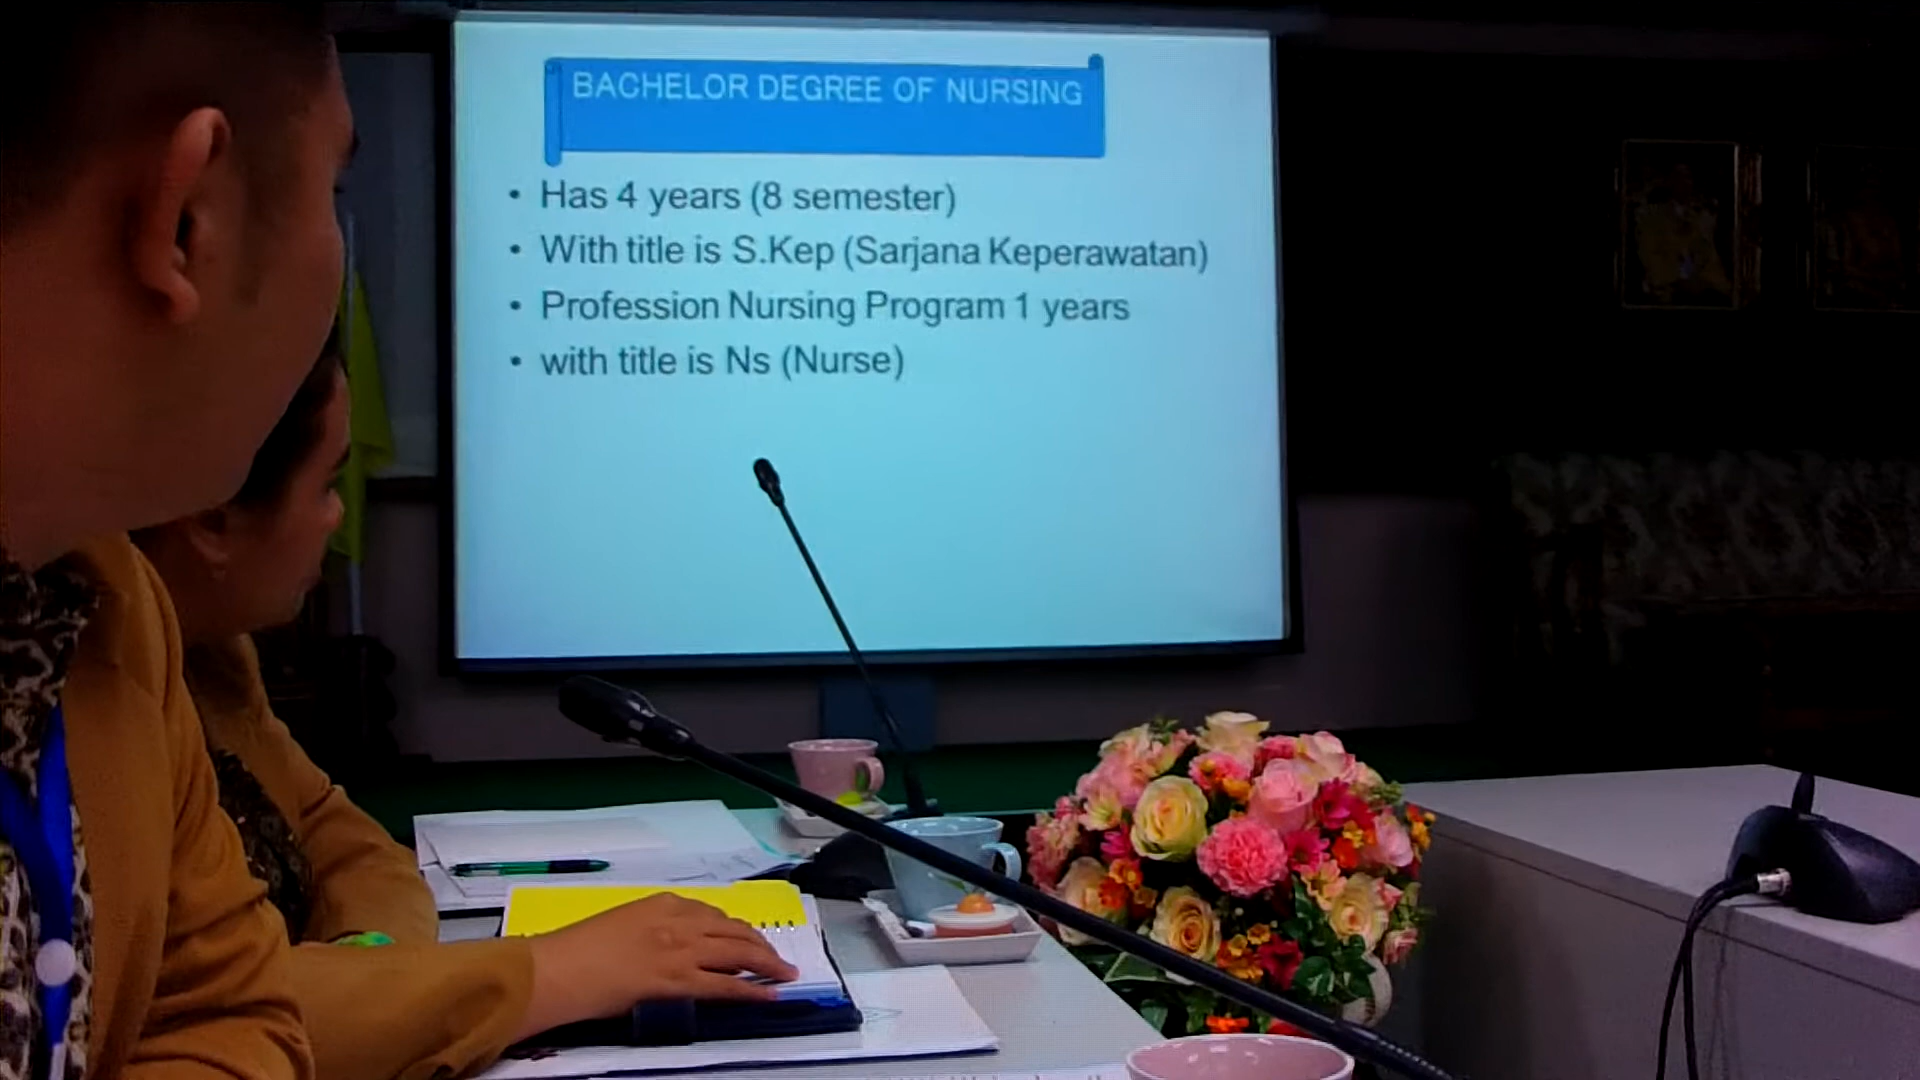 BACHELOR DEGREE OF NURSING
• Has 4 years (8 semester)
• With title is S.Kep (Sarjana Keperawatan)
• Profession Nursing Program 1 years
• with title is Ns (Nurse)